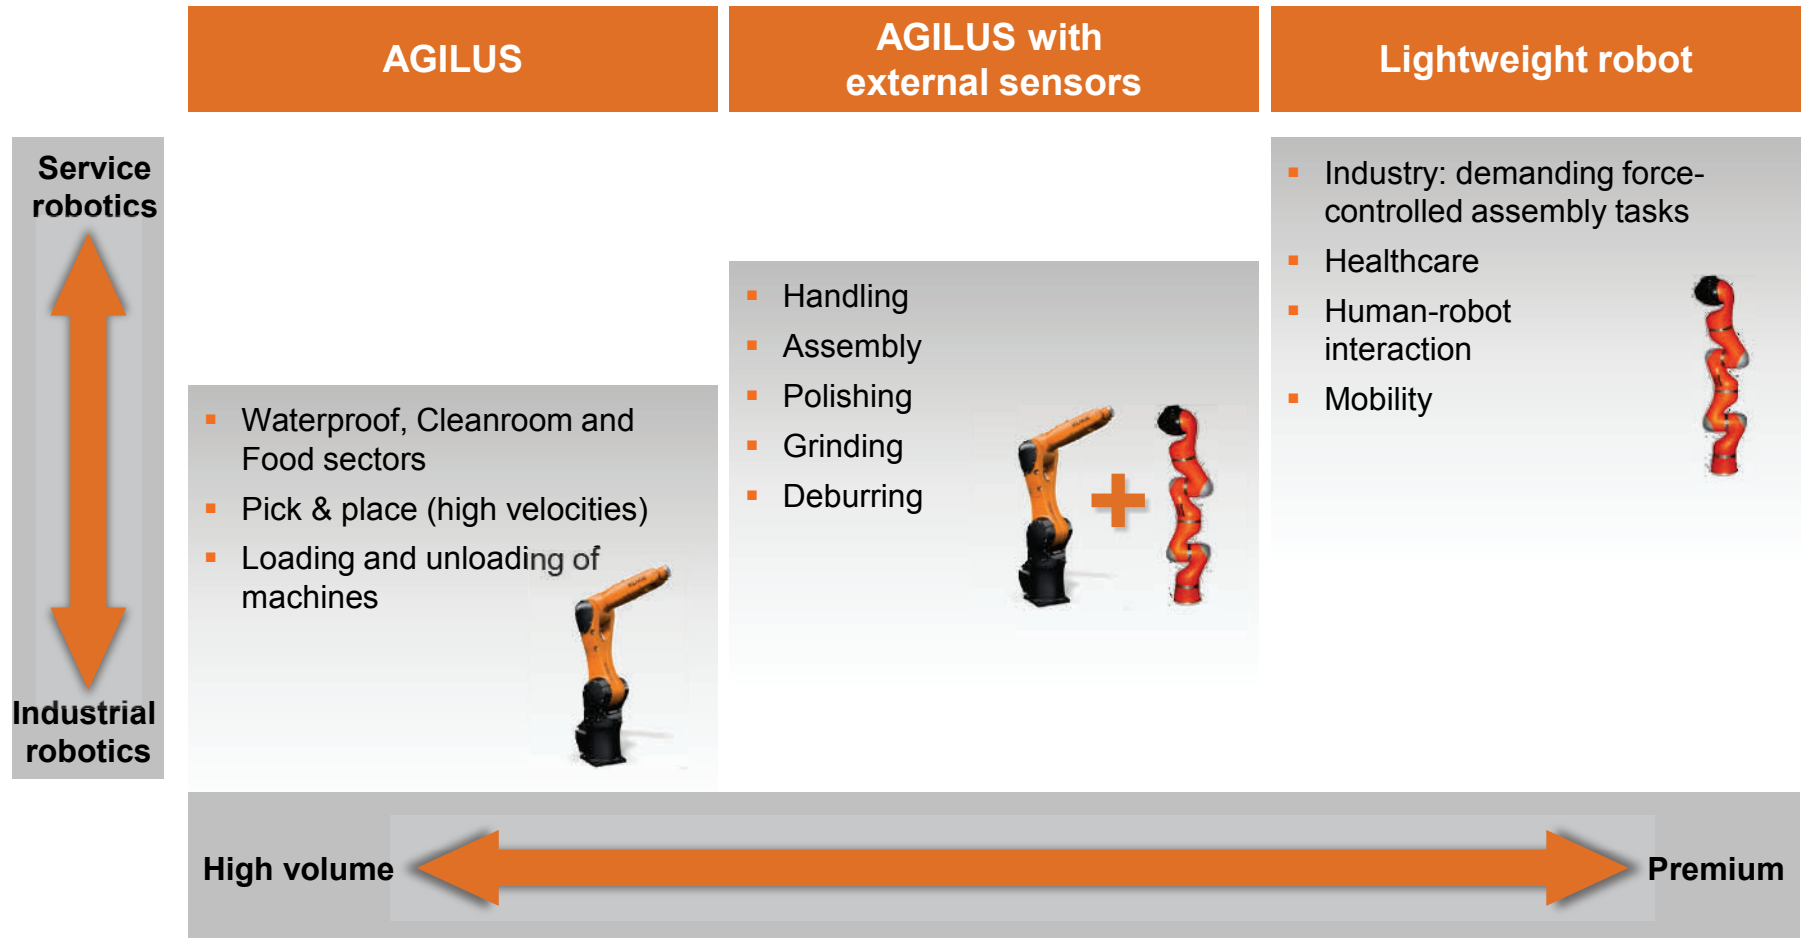 AGILUS
AGILUS with
external sensors
Lightweight robot
Service
robotics
Industrial
robotics
▪ Waterproof, Cleanroom and
Food sectors
▪ Pick & place (high velocities)
▪ Loading and unloading of
machines
▪ Handling
▪ Assembly
▪ Polishing
▪ Grinding
▪ Deburring
+
▪ Industry: demanding force-
controlled assembly tasks
▪ Healthcare
▪ Human-robot
interaction
▪ Mobility
High volume
Premium